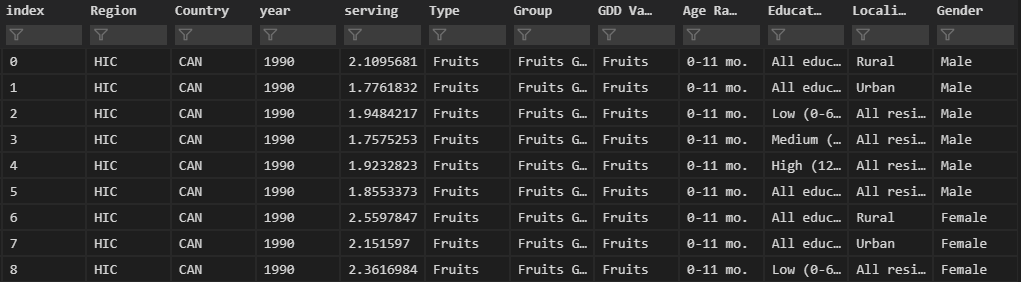 index Region Country year serving Type Group GDD Va… Age Ra… Educat… Locali… Gender
0 HIC CAN 1990 2.1095681 Fruits Fruits G… Fruits 0-11 mo. All educ… Rural Male
1 HIC CAN 1990 1.7761832 Fruits Fruits G… Fruits 0-11 mo. All educ… Urban Male
2 HIC CAN 1990 1.9484217 Fruits Fruits G… Fruits 0-11 mo. Low (0-6… All resi… Male
3 HIC CAN 1990 1.7575253 Fruits Fruits G… Fruits 0-11 mo. Medium (… All resi… Male
4 HIC CAN 1990 1.9232823 Fruits Fruits G… Fruits 0-11 mo. High (12… All resi… Male
5 HIC CAN 1990 1.8553373 Fruits Fruits G… Fruits 0-11 mo. All educ… All resi… Male
6 HIC CAN 1990 2.5597847 Fruits Fruits G… Fruits 0-11 mo. All educ… Rural Female
7 HIC CAN 1990 2.151597 Fruits Fruits G… Fruits 0-11 mo. All educ… Urban Female
8 HIC CAN 1990 2.3616984 Fruits Fruits G… Fruits 0-11 mo. Low (0-6… All resi… Female